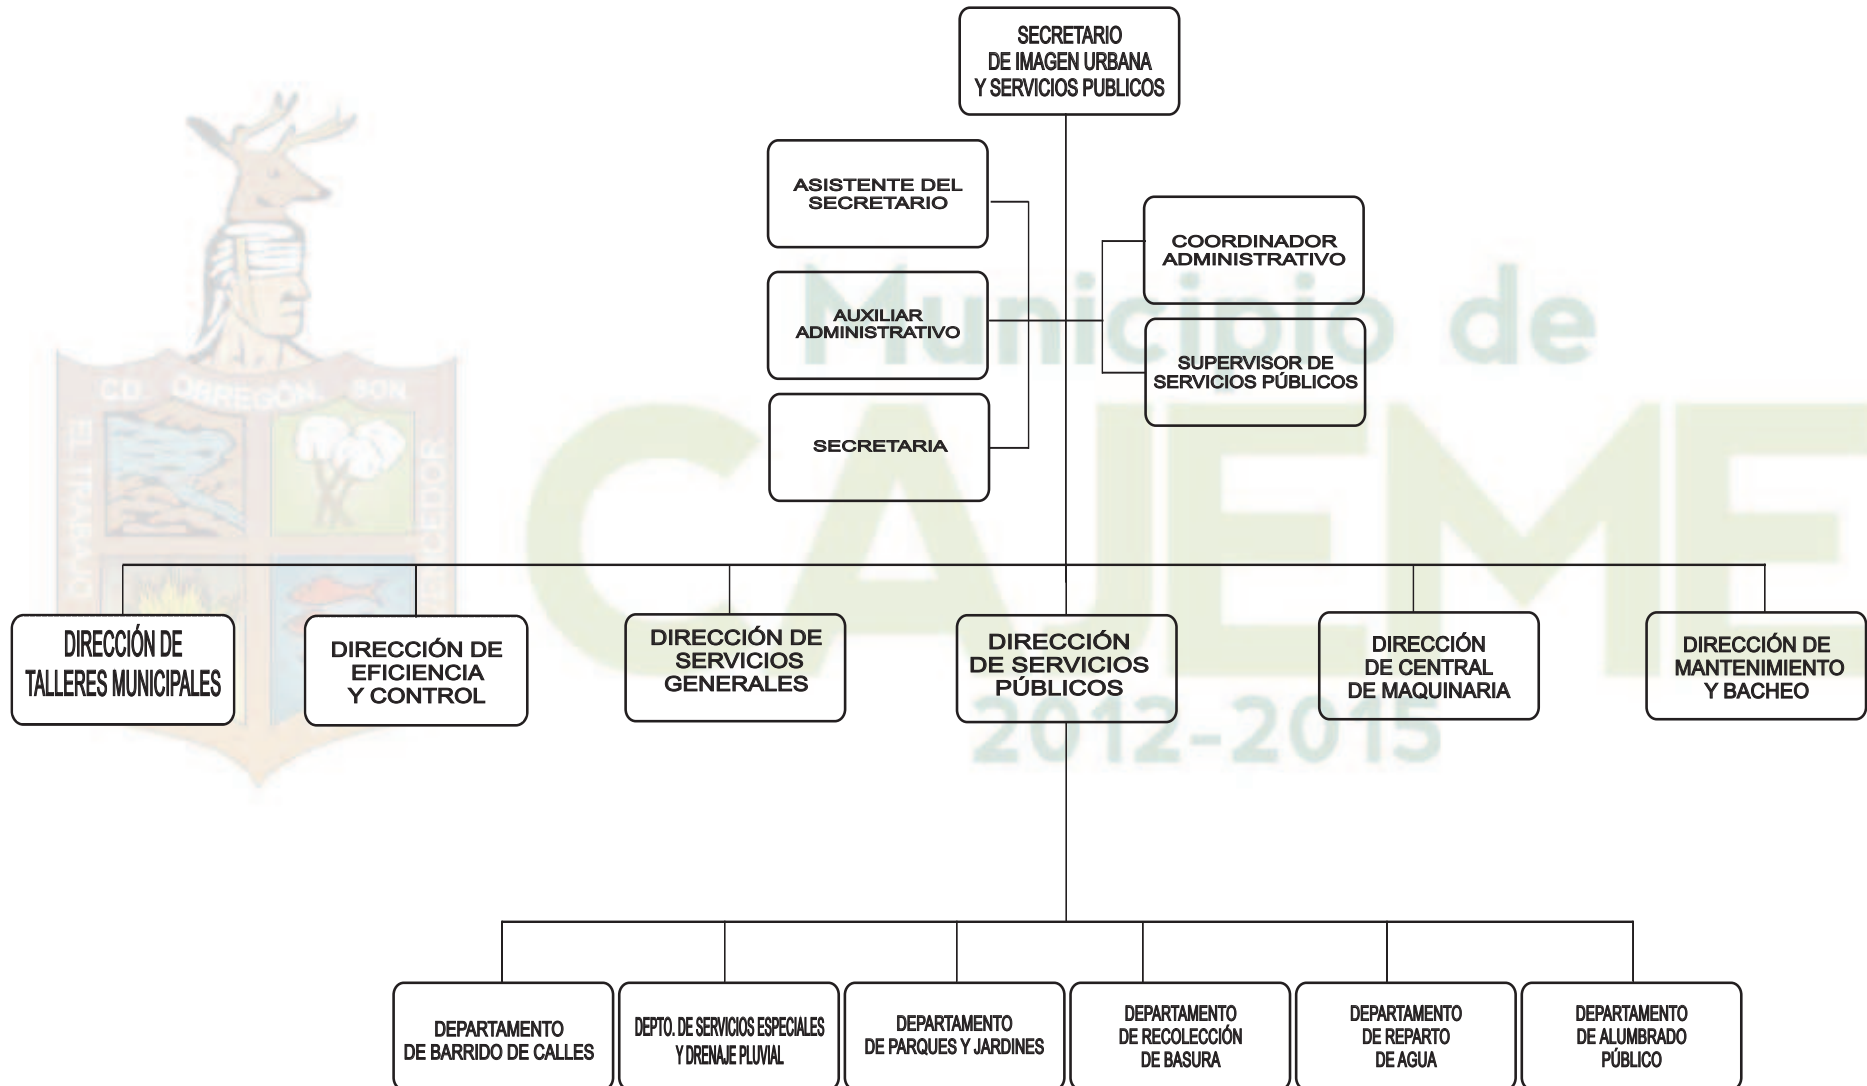 SECRETARIO
DE IMAGEN URBANA
Y SERVICIOS PUBLICOS
ASISTENTE DEL
SECRETARIO
COORDINADOR
ADMINISTRATIVO
AUXILIAR
ADMINISTRATIVO
SUPERVISOR DE
SERVICIOS PÚBLICOS
SECRETARIA
Municipio de
CAJEME
2012-2015
CD. OBREGÓN SON
EL TRABAJO
DIRECCIÓN DE
TALLERES MUNICIPALES
DIRECCIÓN DE
EFICIENCIA
Y CONTROL
DIRECCIÓN DE
SERVICIOS
GENERALES
DIRECCIÓN
DE SERVICIOS
PÚBLICOS
DIRECCIÓN
DE CENTRAL
DE MAQUINARIA
DIRECCIÓN DE
MANTENIMIENTO
Y BACHEO
DEPARTAMENTO
DE BARRIDO DE CALLES
DEPTO. DE SERVICIOS ESPECIALES
Y DRENAJE PLUVIAL
DEPARTAMENTO
DE PARQUES Y JARDINES
DEPARTAMENTO
DE RECOLECCIÓN
DE BASURA
DEPARTAMENTO
DE REPARTO
DE AGUA
DEPARTAMENTO
DE ALUMBRADO
PÚBLICO